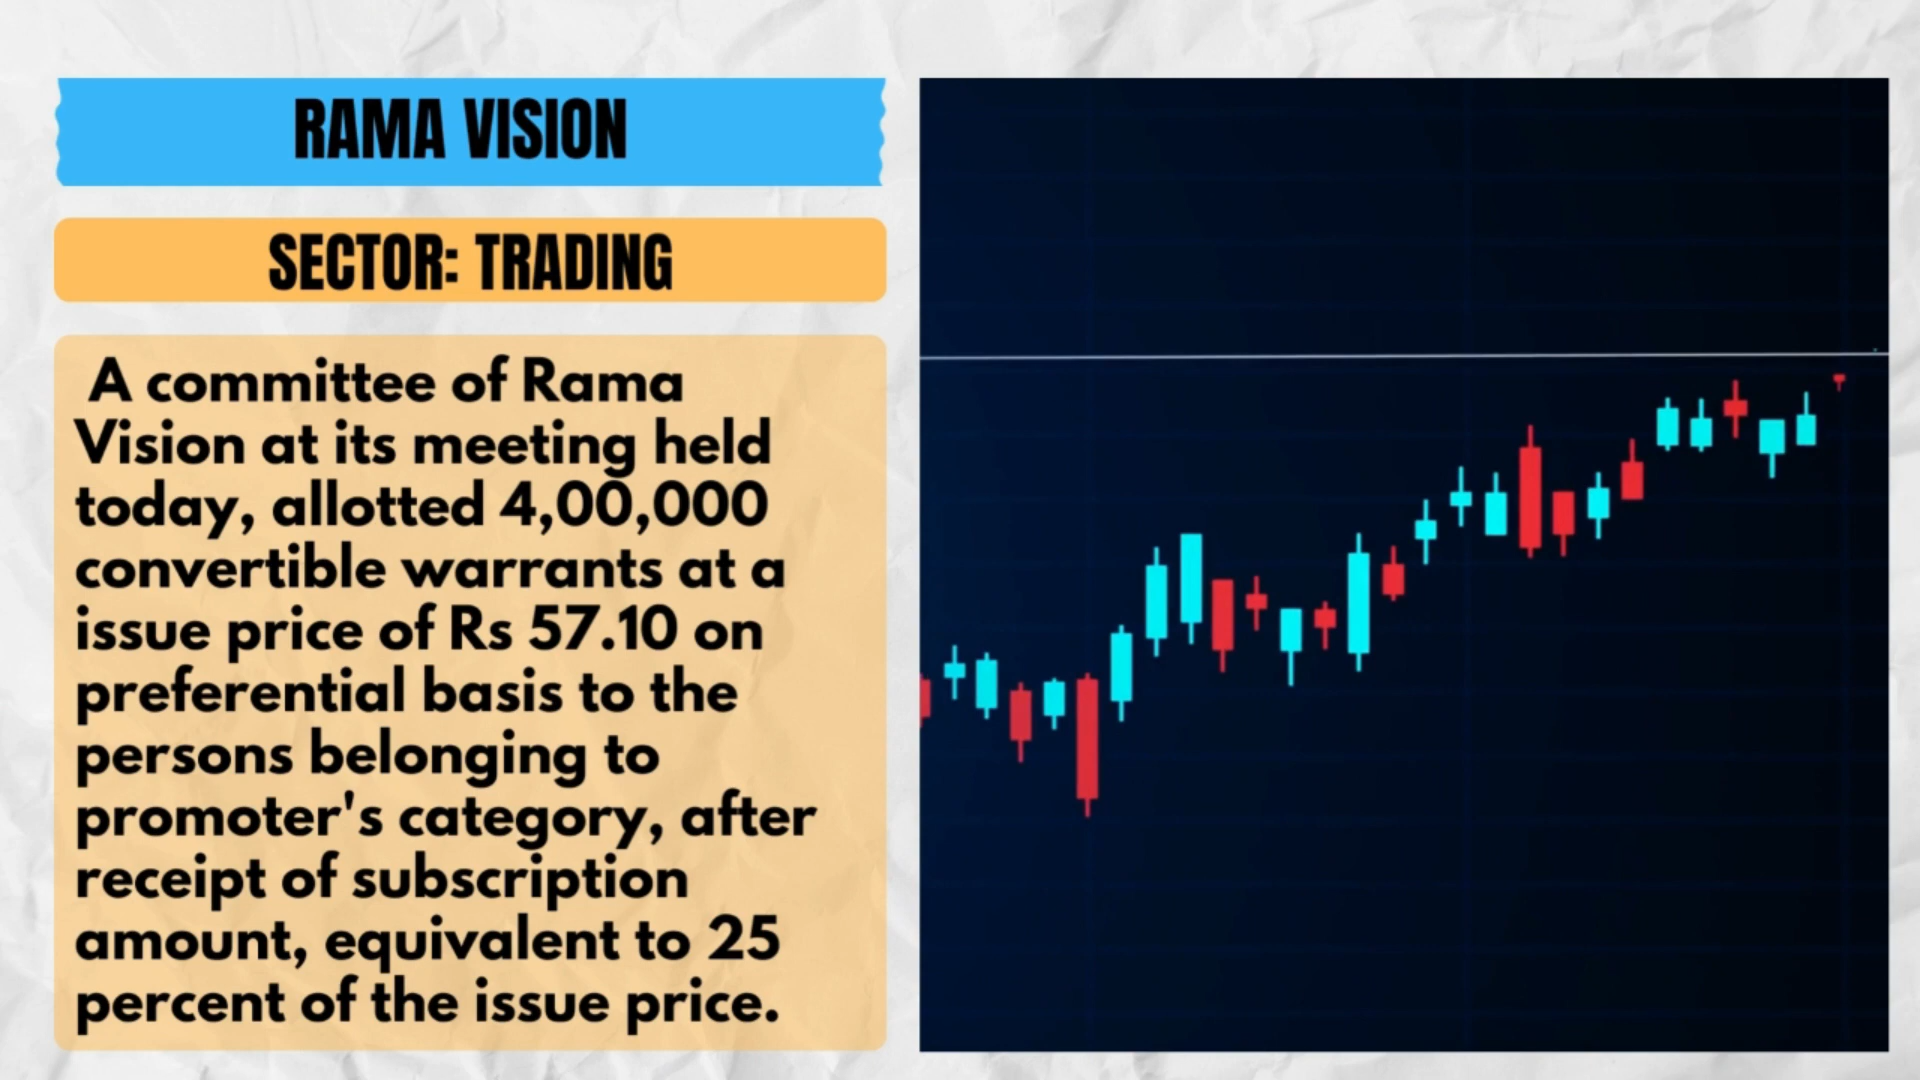 RAMA VISION
SECTOR: TRADING
A committee of Rama
Vision at its meeting held
today, allotted 4,00,000
convertible warrants at a
issue price of Rs 57.10 on
preferential basis to the
persons belonging to
promoter's category, after
receipt of subscription
amount, equivalent to 25
percent of the issue price.